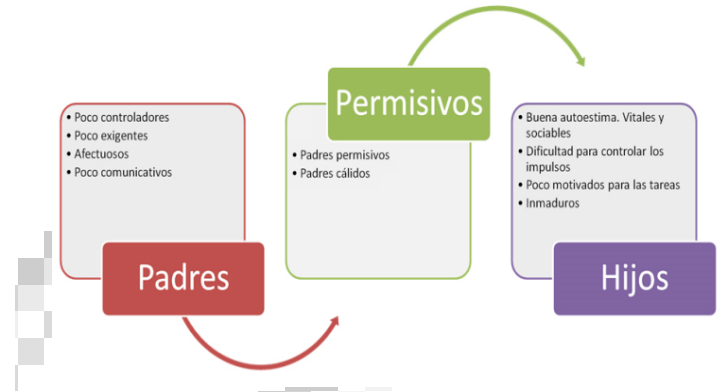 • Poco controladores
• Poco exigentes
• Afectuosos
• Poco comunicativos
Padres
Permisivos
• Padres permisivos
• Padres cálidos
• Buena autoestima. Vitales y
sociables
• Dificultad para controlar los
impulsos
• Poco motivados para las tareas
• Inmaduros
Hijos